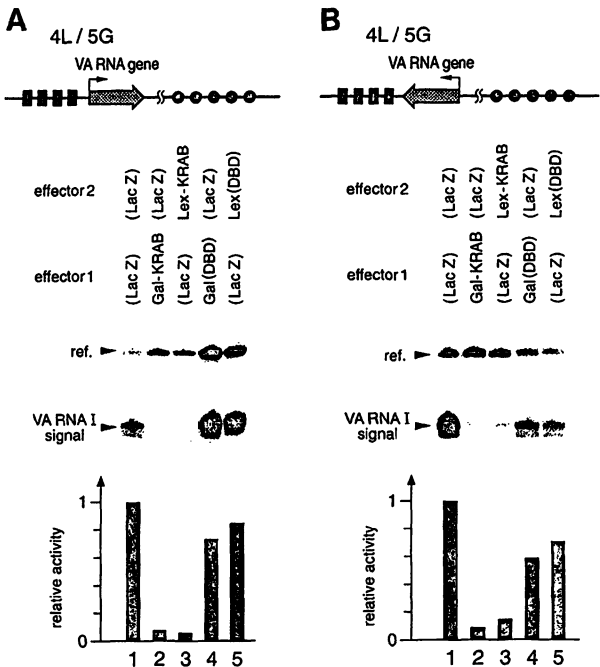 A
4L / 5G
VA RNA gene
effector 2
(Lac Z)
(Lac Z)
Lex-KRAB
(Lac Z)
Lex(DBD)
effector 1
(Lac Z)
Gal-KRAB
(Lac Z)
Gal(DBD)
(Lac Z)
ref.
VA RNA I
signal
relative activity
1
0
1 2 3 4 5
B
4L / 5G
VA RNA gene
effector 2
(Lac Z)
(Lac Z)
Lex-KRAB
(Lac Z)
Lex(DBD)
effector 1
(Lac Z)
Gal-KRAB
(Lac Z)
Gal(DBD)
(Lac Z)
ref.
VA RNA I
signal
relative activity
1
0
1 2 3 4 5